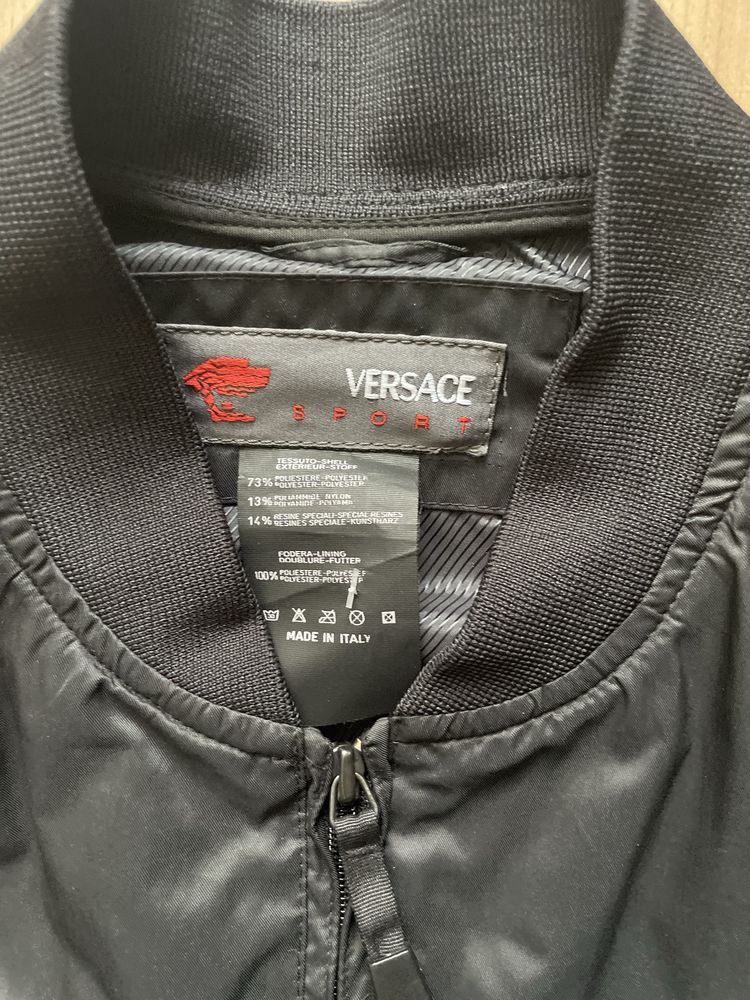 VERSACE
SPORT
TESSUTO-SHELL
EXTERIEUR-STOFF
73% POLIESTERE-POLYESTER
POLYESTER-POLYESTER
13% POLIAMMIDE-NYLON
POLYAMIDE-POLYAMID
14% RESINE SPECIALI-SPECIAL RESINES
RESINES SPECIALE-KUNSTHARZ
FODERA-LINING
DOUBLURE-FUTTER
100% POLIESTERE-POLYESTER
POLYESTER-POLYESTER
MADE IN ITALY